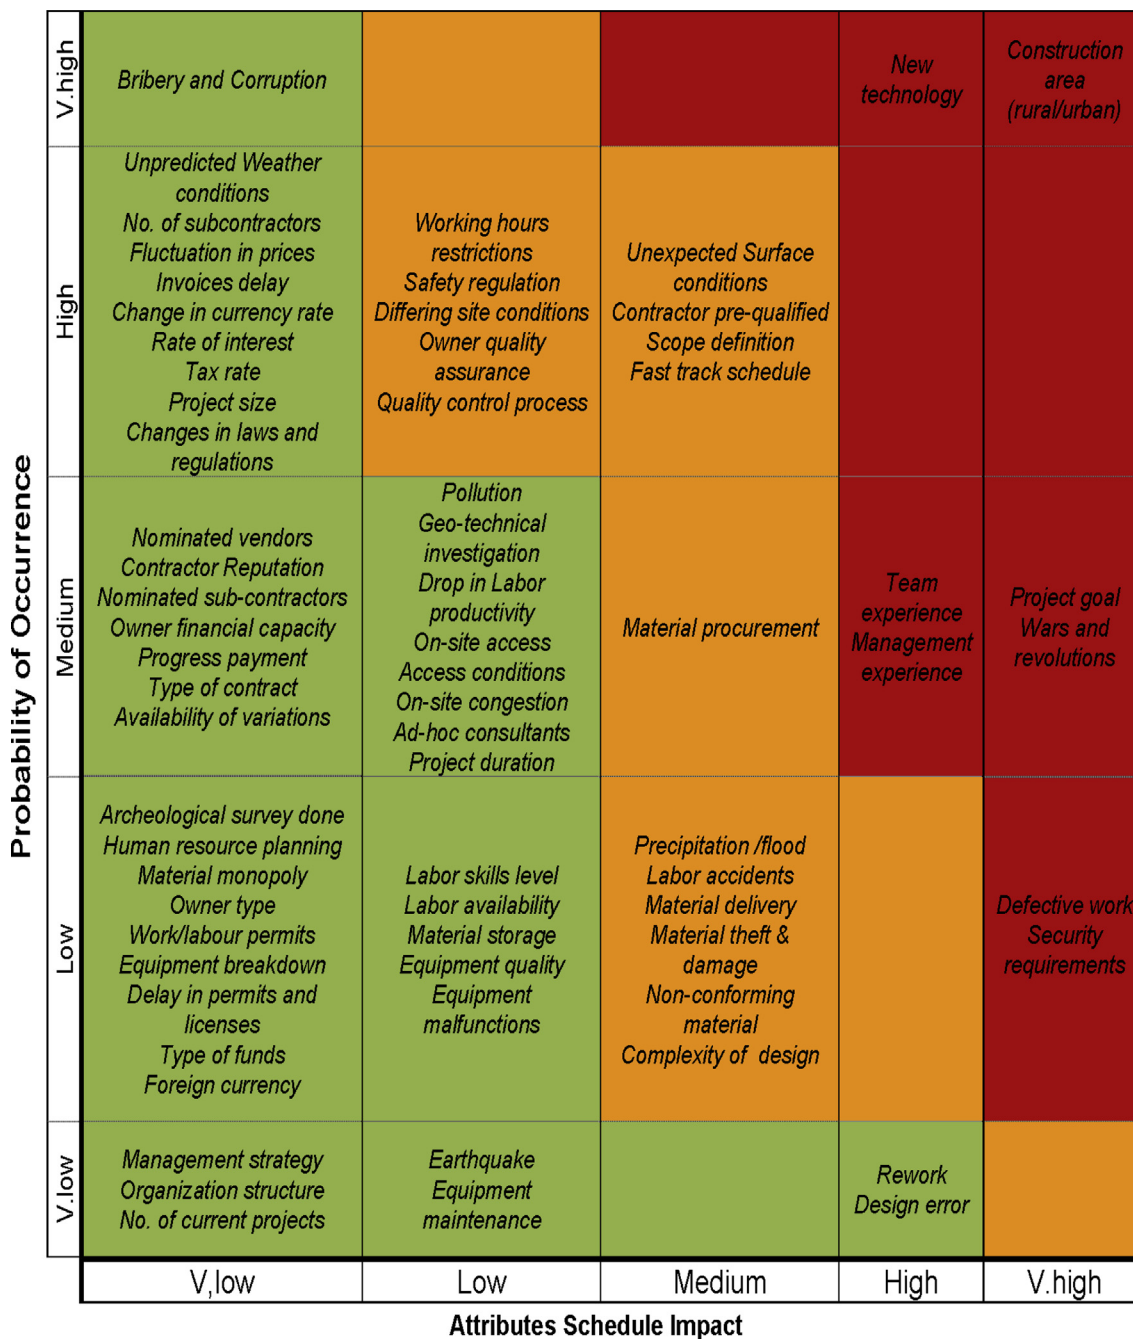 Probability of Occurrence
V.high
Bribery and Corruption
New
technology
Construction
area
(rural/urban)
High
Unpredicted Weather
conditions
No. of subcontractors
Fluctuation in prices
Invoices delay
Change in currency rate
Rate of interest
Tax rate
Project size
Changes in laws and
regulations
Working hours
restrictions
Safety regulation
Differing site conditions
Owner quality
assurance
Quality control process
Unexpected Surface
conditions
Contractor pre-qualified
Scope definition
Fast track schedule
Medium
Nominated vendors
Contractor Reputation
Nominated sub-contractors
Owner financial capacity
Progress payment
Type of contract
Availability of variations
Pollution
Geo-technical
investigation
Drop in Labor
productivity
On-site access
Access conditions
On-site congestion
Ad-hoc consultants
Project duration
Material procurement
Team
experience
Management
experience
Project goal
Wars and
revolutions
Low
Archeological survey done
Human resource planning
Material monopoly
Owner type
Work/labour permits
Equipment breakdown
Delay in permits and
licenses
Type of funds
Foreign currency
Labor skills level
Labor availability
Material storage
Equipment quality
Equipment
malfunctions
Precipitation /flood
Labor accidents
Material delivery
Material theft &
damage
Non-conforming
material
Complexity of design
Defective work
Security
requirements
V.low
Management strategy
Organization structure
No. of current projects
Earthquake
Equipment
maintenance
Rework
Design error
V,low
Low
Medium
High
V.high
Attributes Schedule Impact